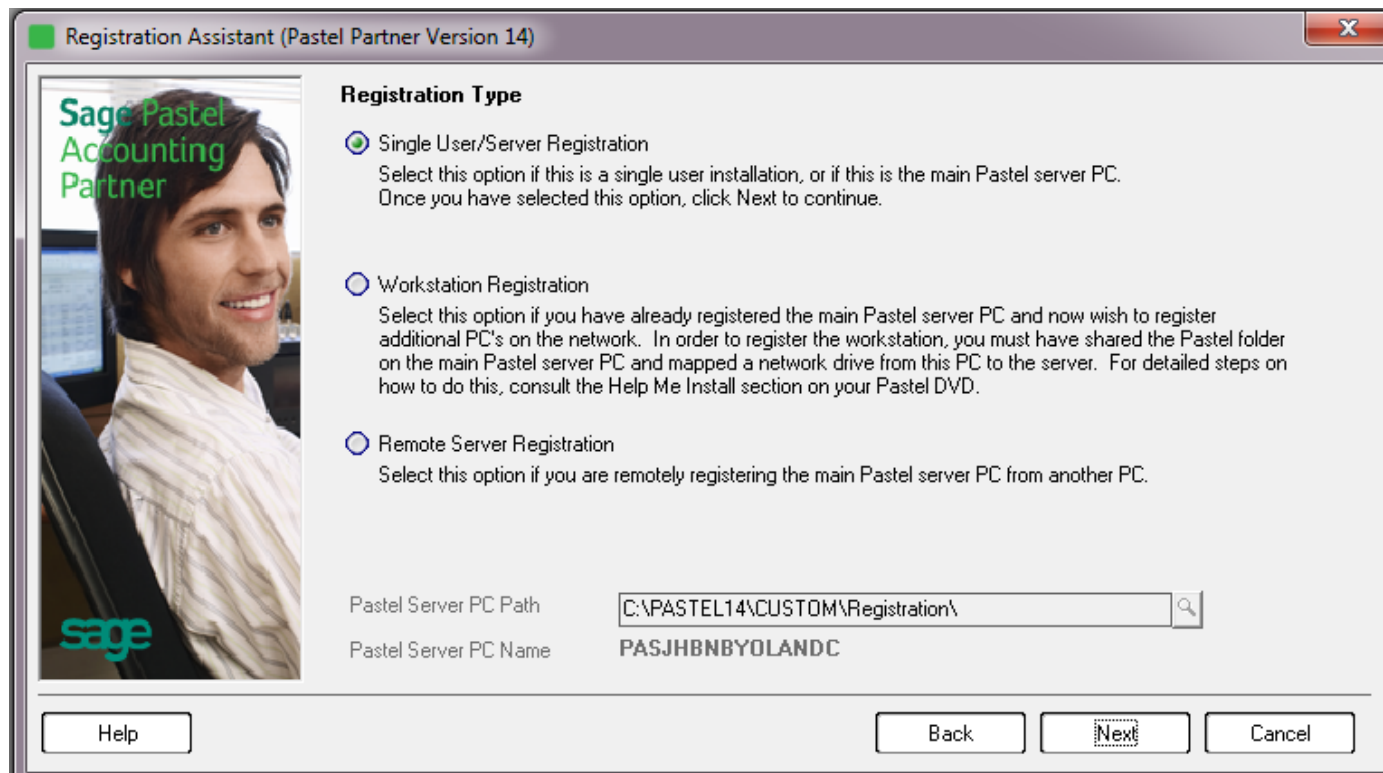 Registration Assistant (Pastel Partner Version 14)
X
Sage Pastel
Accounting
Partner
Registration Type
Single User/Server Registration
Select this option if this is a single user installation, or if this is the main Pastel server PC.
Once you have selected this option, click Next to continue.
Workstation Registration
Select this option if you have already registered the main Pastel server PC and now wish to register
additional PC's on the network. In order to register the workstation, you must have shared the Pastel folder
on the main Pastel server PC and mapped a network drive from this PC to the server. For detailed steps on
how to do this, consult the Help Me Install section on your Pastel DVD.
Remote Server Registration
Select this option if you are remotely registering the main Pastel server PC from another PC.
Pastel Server PC Path C:\PASTEL14\CUSTOM\Registration\
Pastel Server PC Name PASJHBNBYOLANDC
sage
Help Back Next Cancel